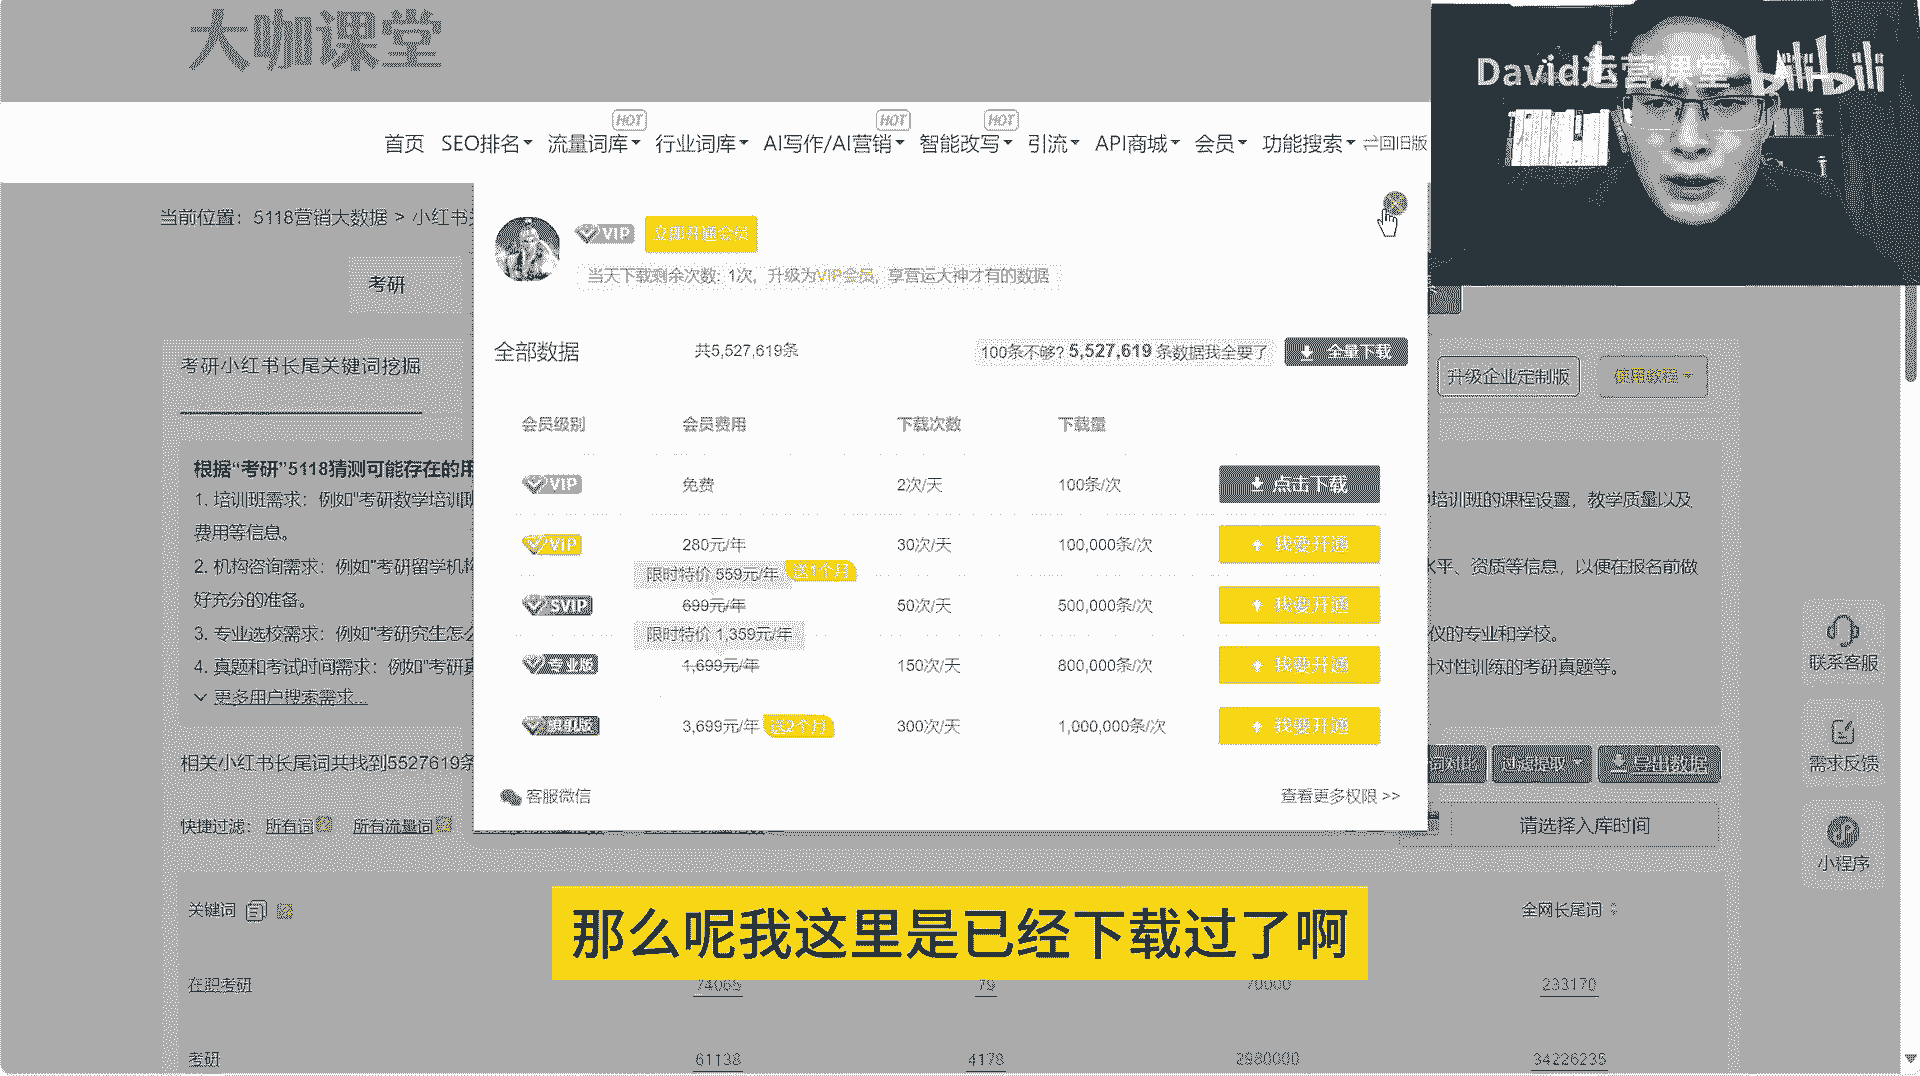 大咖课堂
David运营课堂 bilibili
HOT HOT HOT
首页 SEO排名 流量词库 行业词库 AI写作/AI营销 智能改写 引流 API商城 会员 功能搜索 回旧版
当前位置：5118营销大数据 > 小红书
考研
VIP 立即开通会员
当天下载剩余次数: 1次，升级为VIP会员，享营运大神才有的数据
考研小红书长尾关键词挖掘
全部数据 共5,527,619条 100条不够? 5,527,619 条数据我全要了 全量下载
升级企业定制版 使用教程
会员级别 会员费用 下载次数 下载量
VIP 免费 2次/天 100条/次 点击下载
VIP 280元/年 30次/天 100,000条/次 我要开通
限时特价 559元/年 送1个月
SVIP 699元/年 50次/天 500,000条/次 我要开通
限时特价 1,359元/年
专业版 1,699元/年 150次/天 800,000条/次 我要开通
3,699元/年 送2个月 300次/天 1,000,000条/次 我要开通
客服微信 查看更多权限 >>
根据“考研”5118猜测可能存在的用
1. 培训班需求：例如"考研数学培训班 培训班的课程设置，教学质量以及
费用等信息。
2. 机构咨询需求：例如"考研留学机构 水平、资质等信息，以便在报名前做
好充分的准备。
3. 专业选校需求：例如"考研究生怎么 仪的专业和学校。
4. 真题和考试时间需求：例如"考研真 针对性训练的考研真题等。
更多用户搜索需求...
相关小红书长尾词共找到5527619条 词对比 过滤提取 导出数据
快捷过滤： 所有词 所有流量词 请选择入库时间
联系客服
需求反馈
小程序
关键词 全网长尾词
那么呢我这里是已经下载过了啊
在职考研 74065 79 70000 233170
考研 61138 4178 2980000 34226235